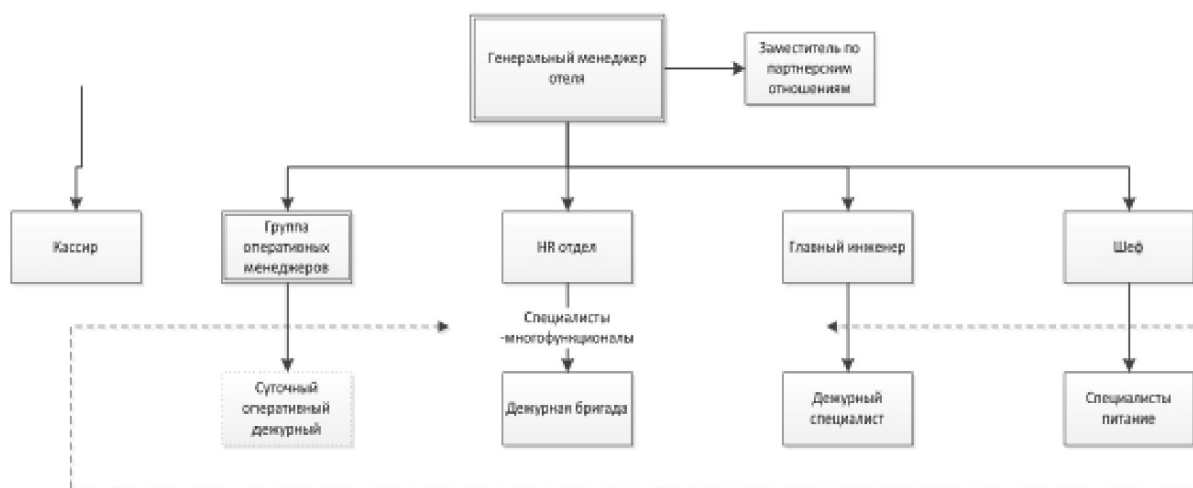 Генеральный менеджер
отеля
Заместитель по
партнерским
отношениям
Кассир
Группа
оперативных
менеджеров
HR отдел
Главный инженер
Шеф
Специалисты
-многофункционалы
Суточный
оперативный
дежурный
Дежурная бригада
Дежурный
специалист
Специалисты
питание